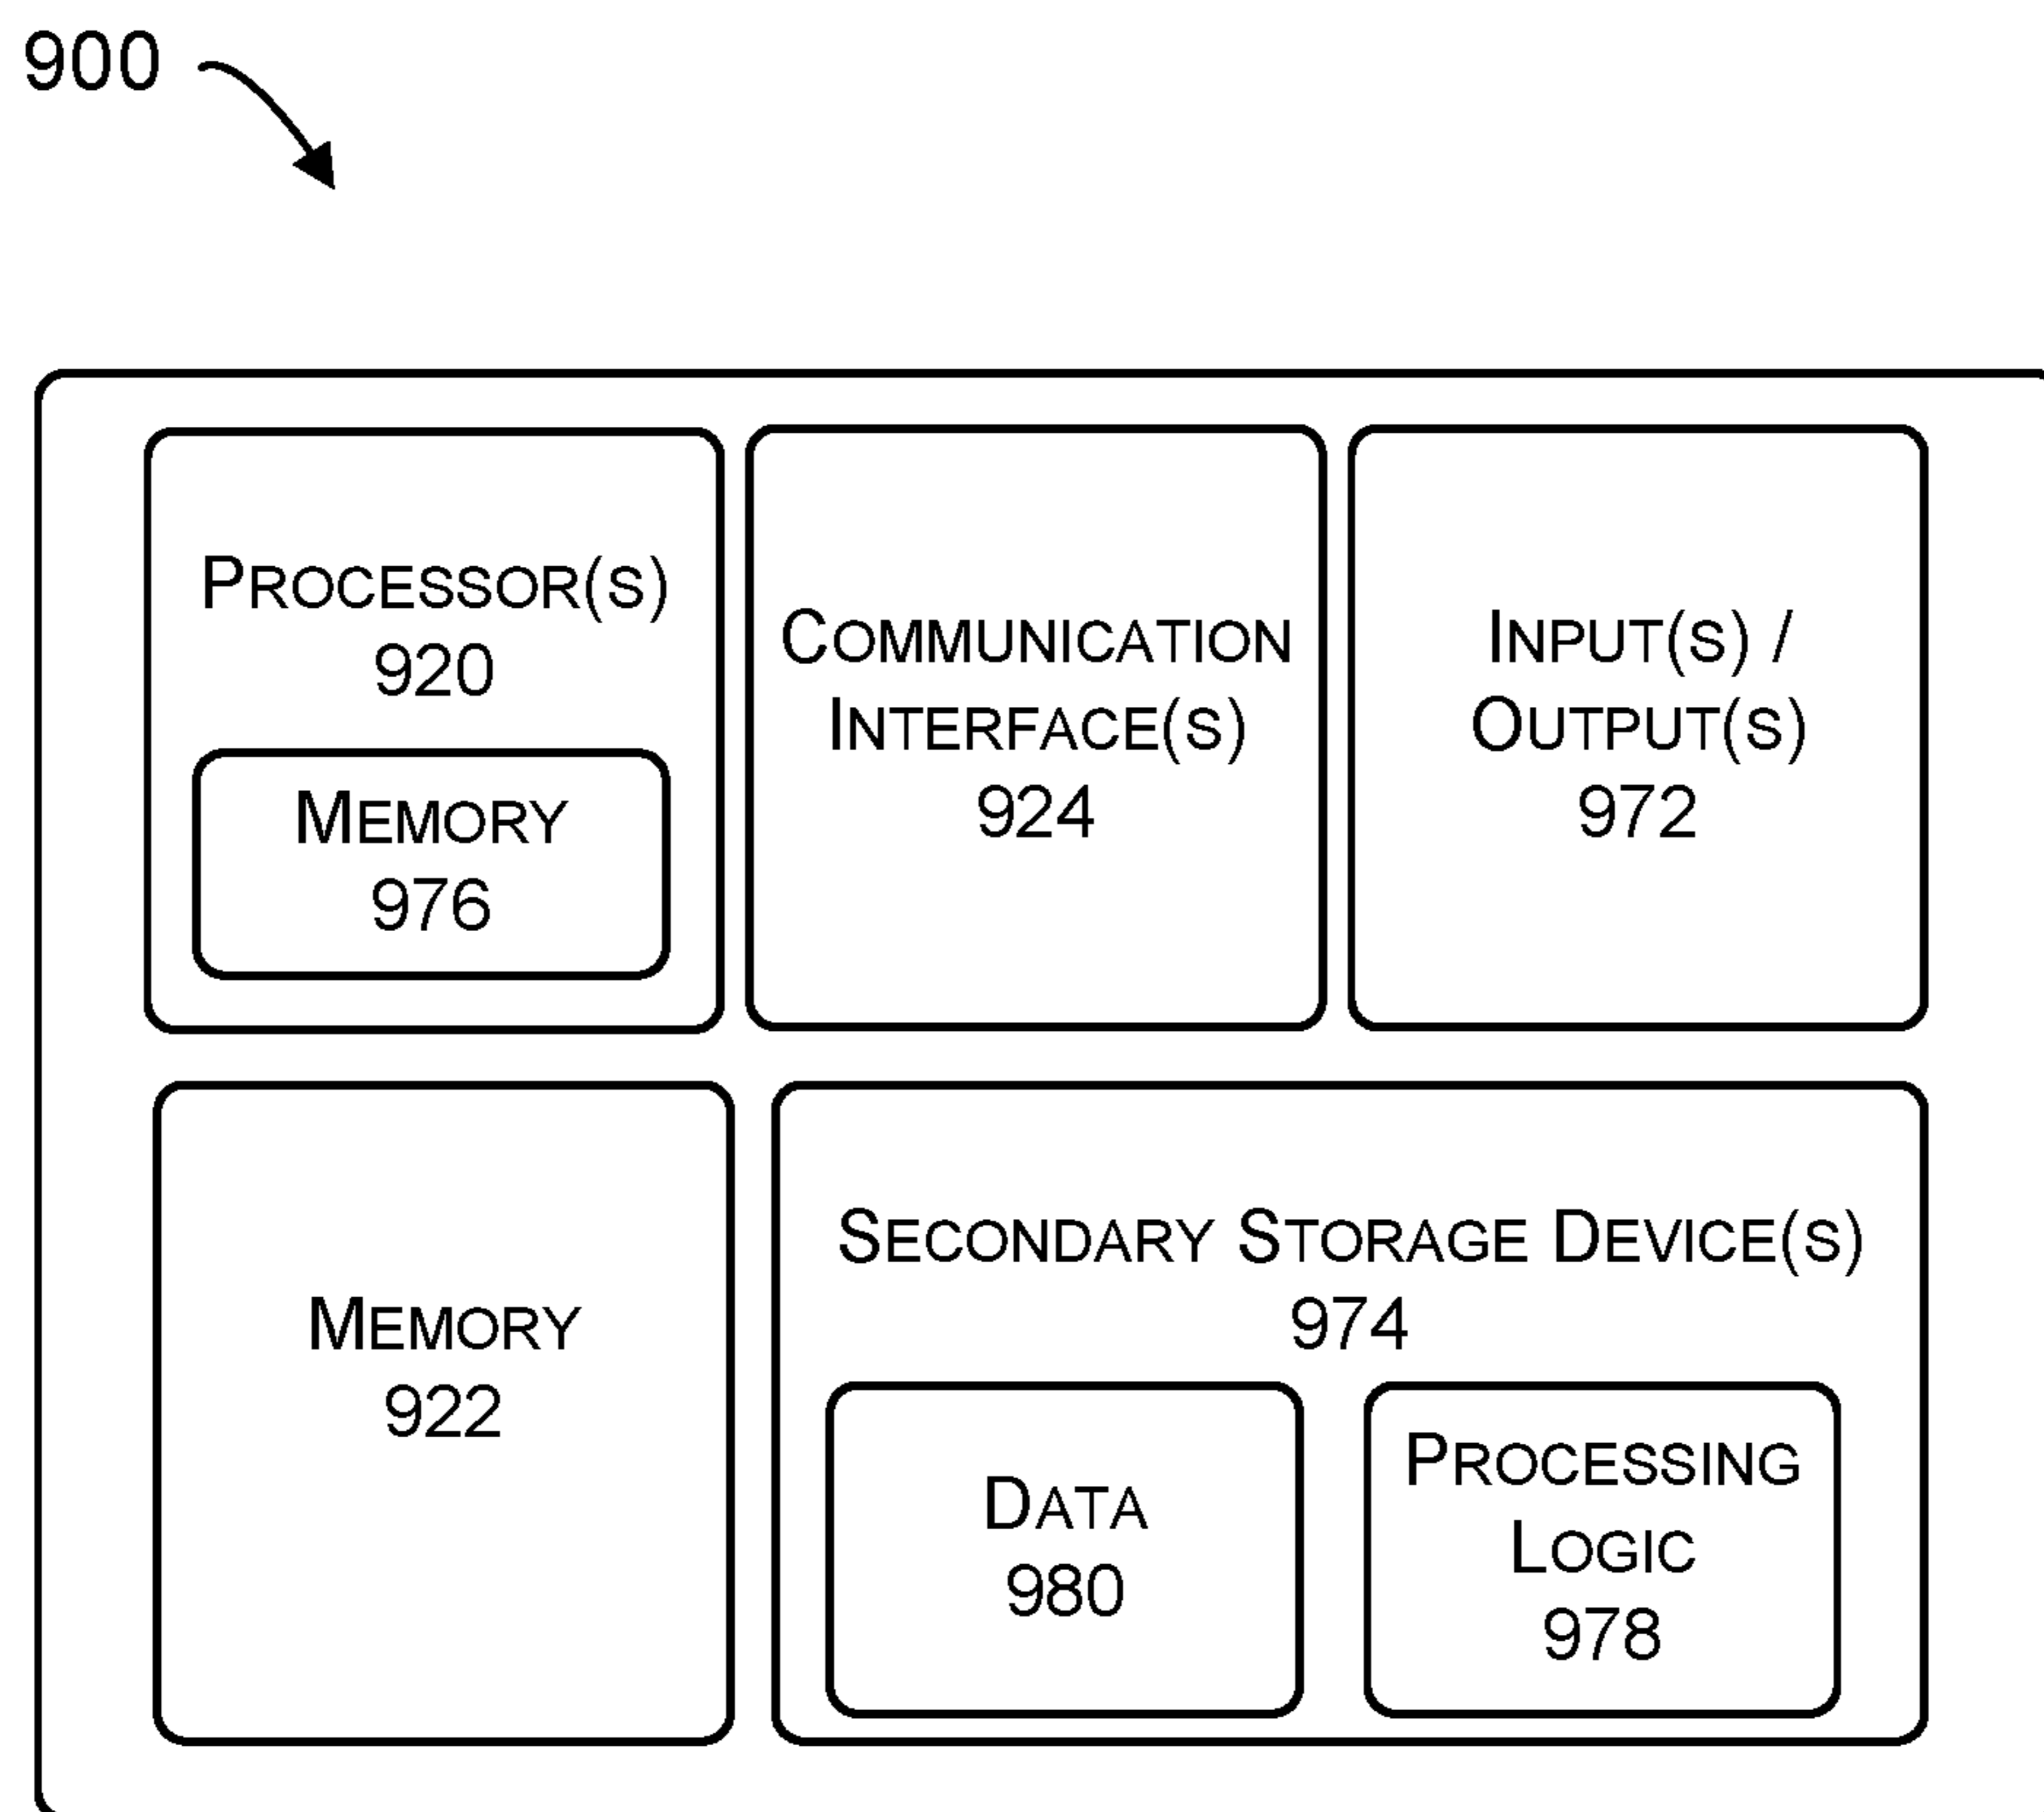 900
PROCESSOR(S)
920
MEMORY
976
COMMUNICATION
INTERFACE(S)
924
INPUT(S) /
OUTPUT(S)
972
MEMORY
922
SECONDARY STORAGE DEVICE(S)
974
DATA
980
PROCESSING
LOGIC
978